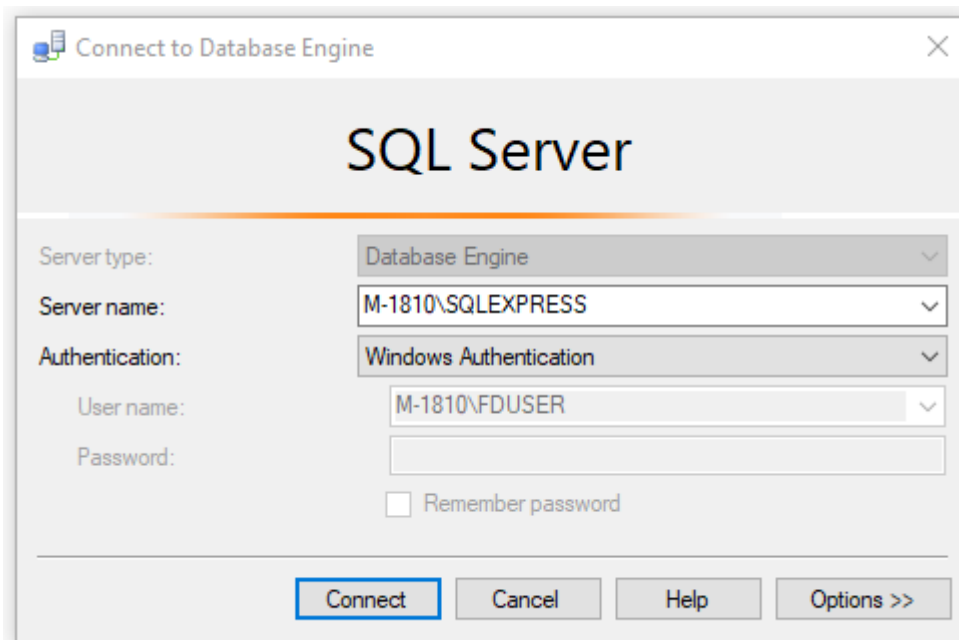 Connect to Database Engine
SQL Server
Server type: Database Engine
Server name: M-1810\SQLEXPRESS
Authentication: Windows Authentication
User name: M-1810\FDUSER
Password:
Remember password
Connect Cancel Help Options >>